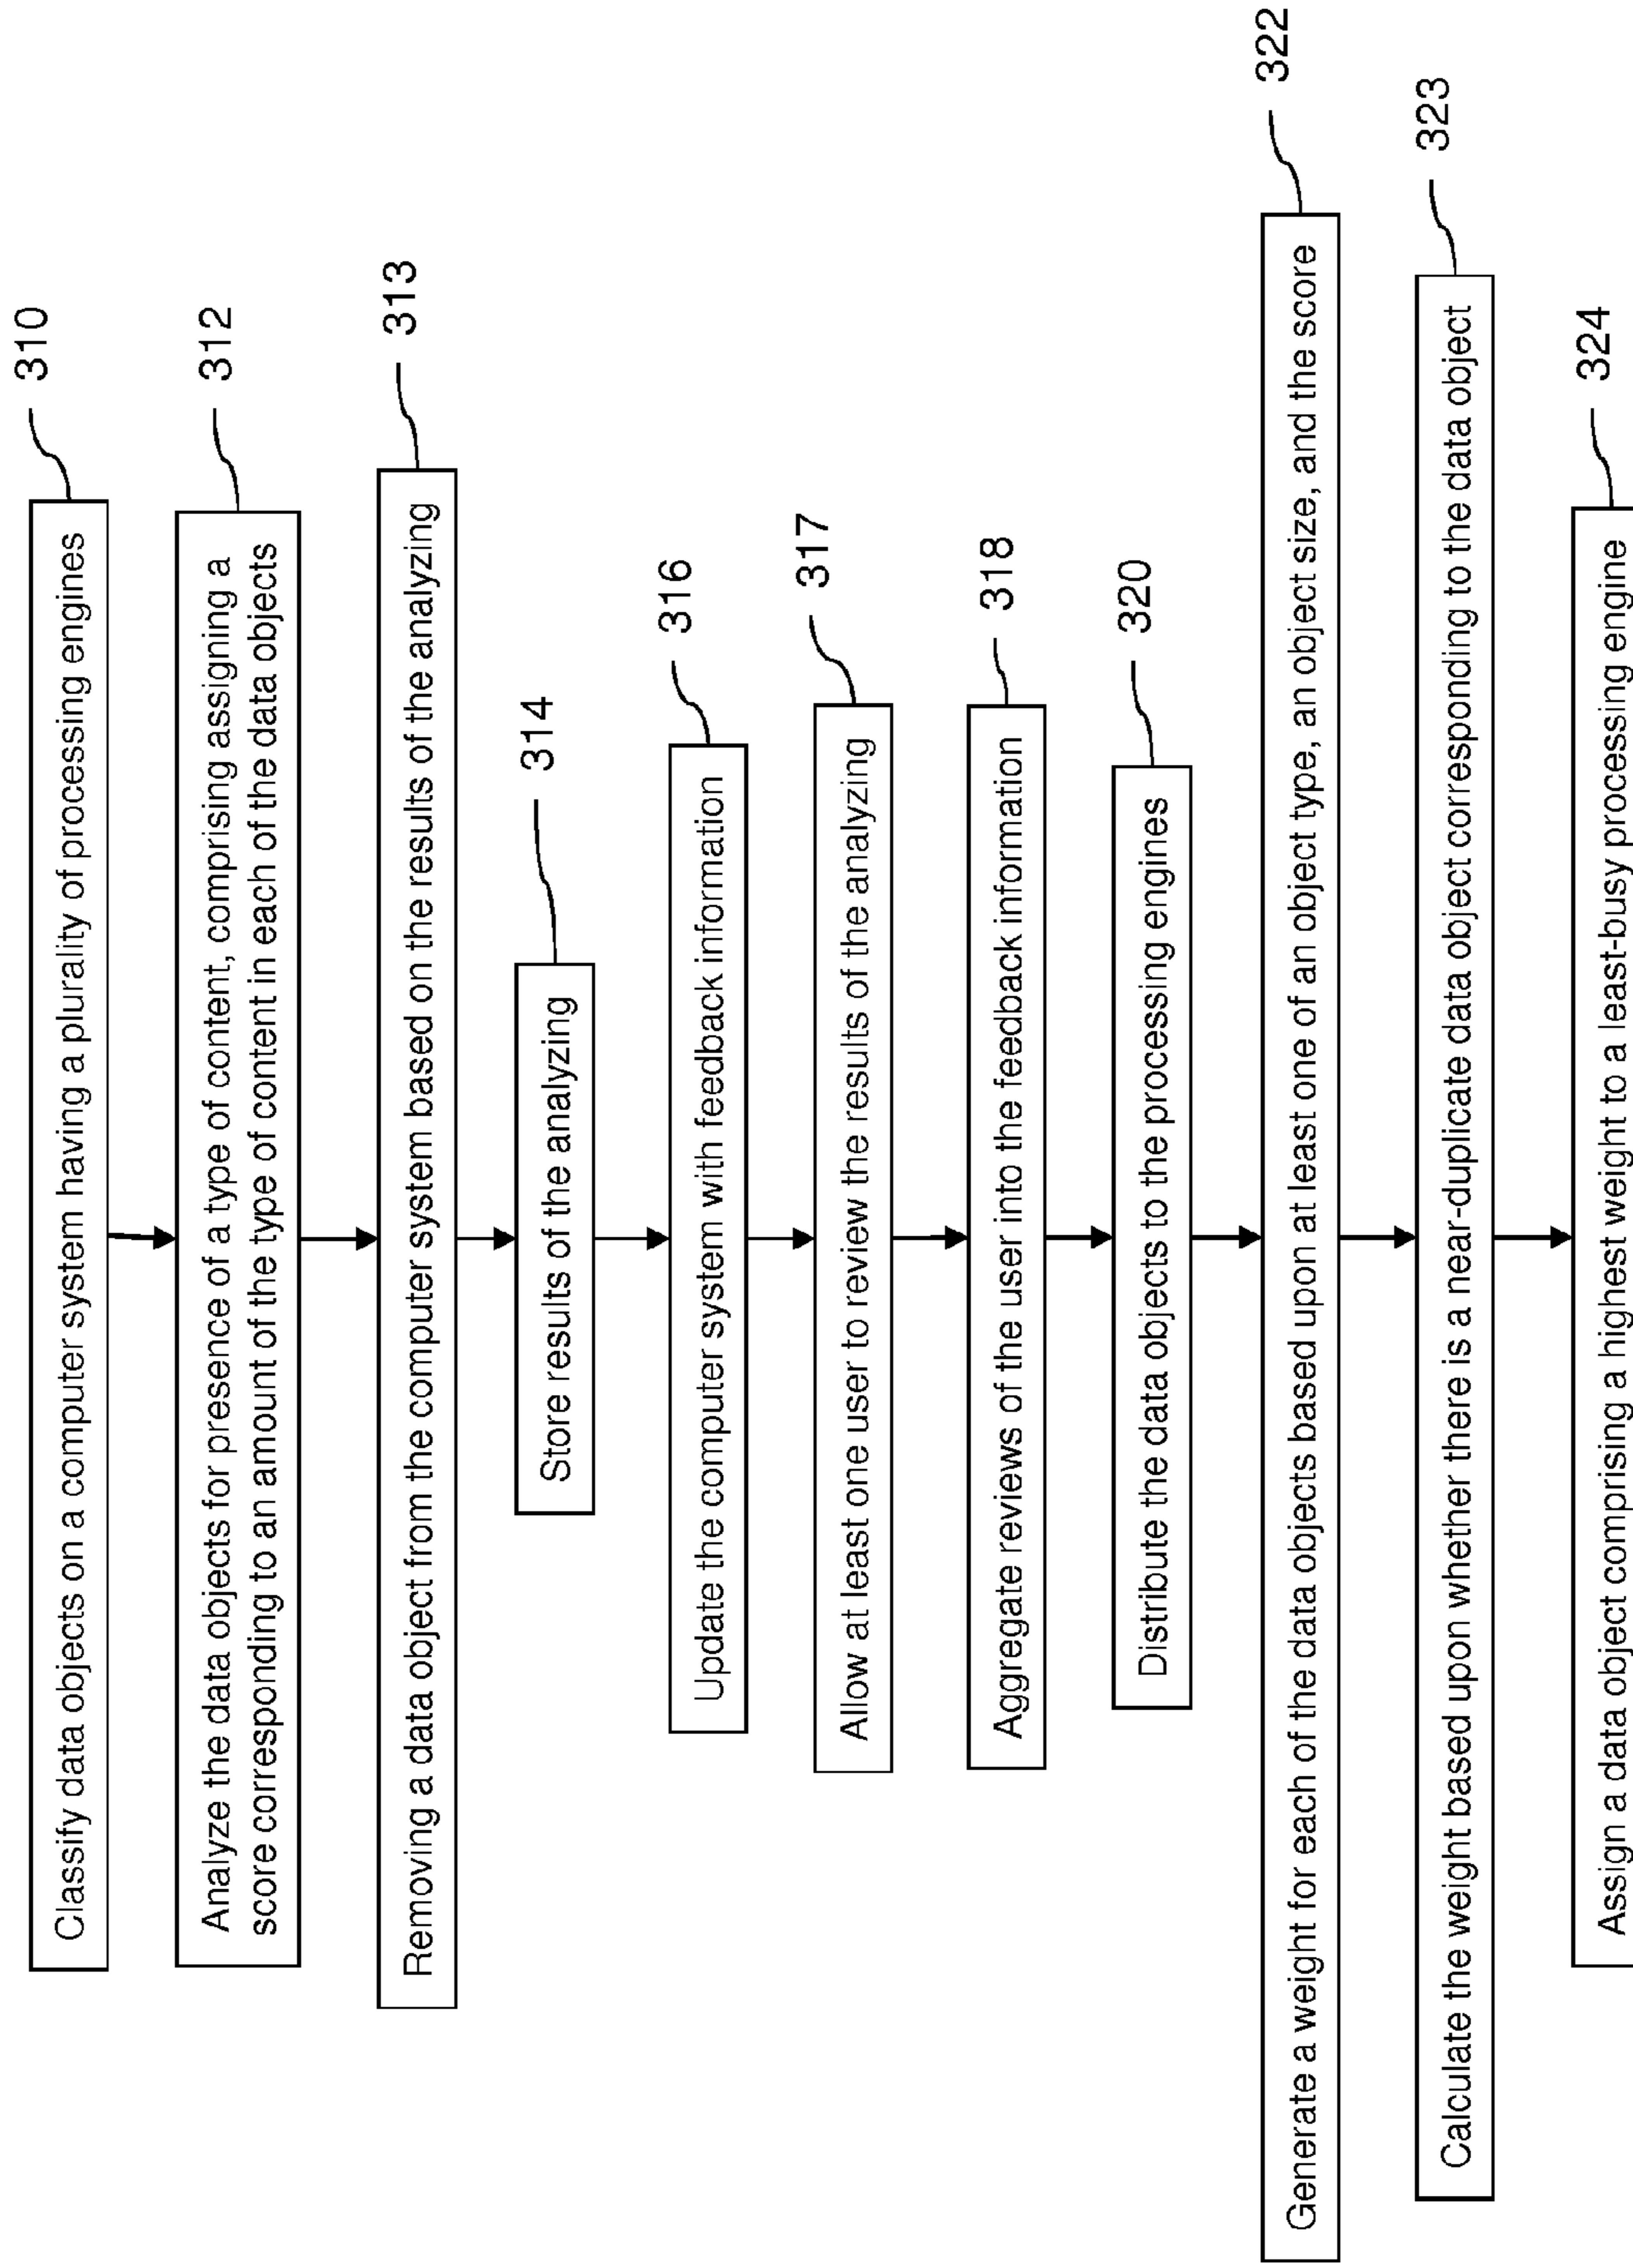 310
Classify data objects on a computer system having a plurality of processing engines
312
Analyze the data objects for presence of a type of content, comprising assigning a
score corresponding to an amount of the type of content in each of the data objects
313
Removing a data object from the computer system based on the results of the analyzing
314
Store results of the analyzing
316
Update the computer system with feedback information
317
Allow at least one user to review the results of the analyzing
318
Aggregate reviews of the user into the feedback information
320
Distribute the data objects to the processing engines
322
Generate a weight for each of the data objects based upon at least one of an object type, an object size, and the score
323
Calculate the weight based upon whether there is a near-duplicate data object corresponding to the data object
324
Assign a data object comprising a highest weight to a least-busy processing engine